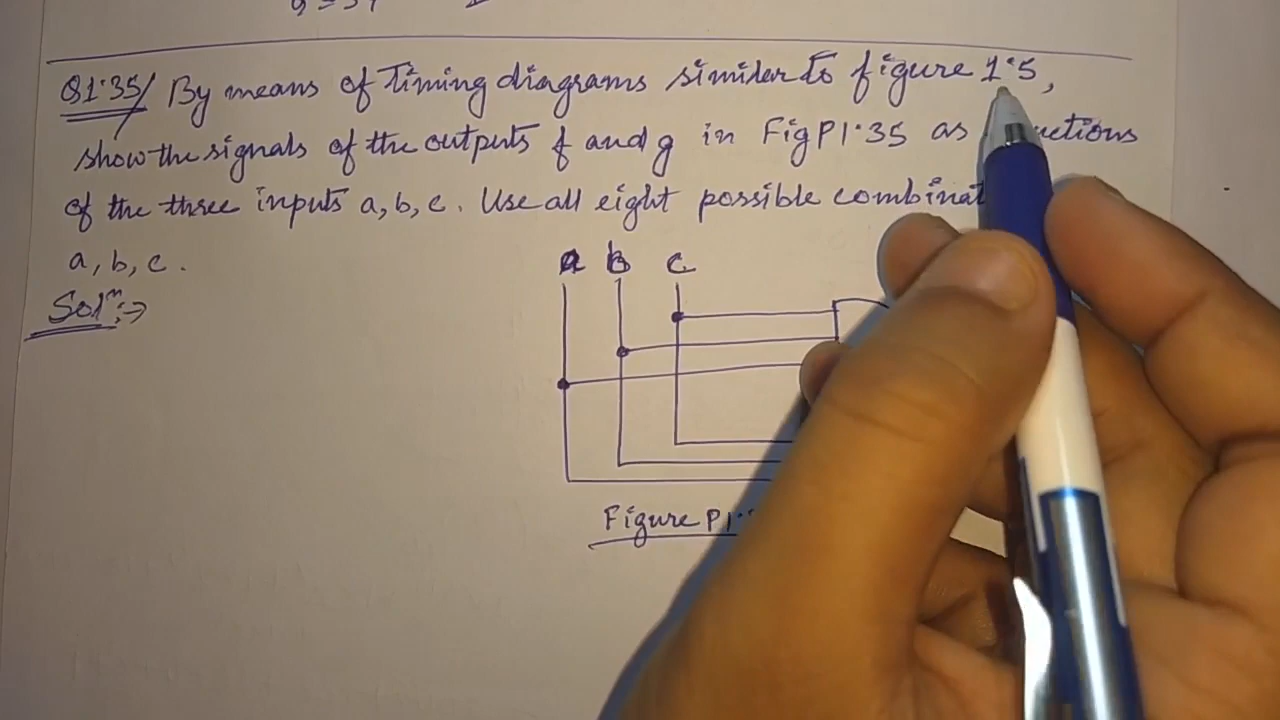 Q1.35/ By means of timing diagrams similar to figure 1.5,
show the signals of the outputs f and g in Fig P1.35 as
of the three inputs a, b, c. Use all eight possible
a, b, c.
Solⁿ:→
a b c
Figure P1.